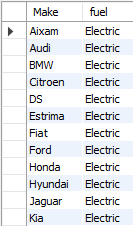 Make fuel
Aixam Electric
Audi Electric
BMW Electric
Citroen Electric
DS Electric
Estrima Electric
Fiat Electric
Ford Electric
Honda Electric
Hyundai Electric
Jaguar Electric
Kia Electric